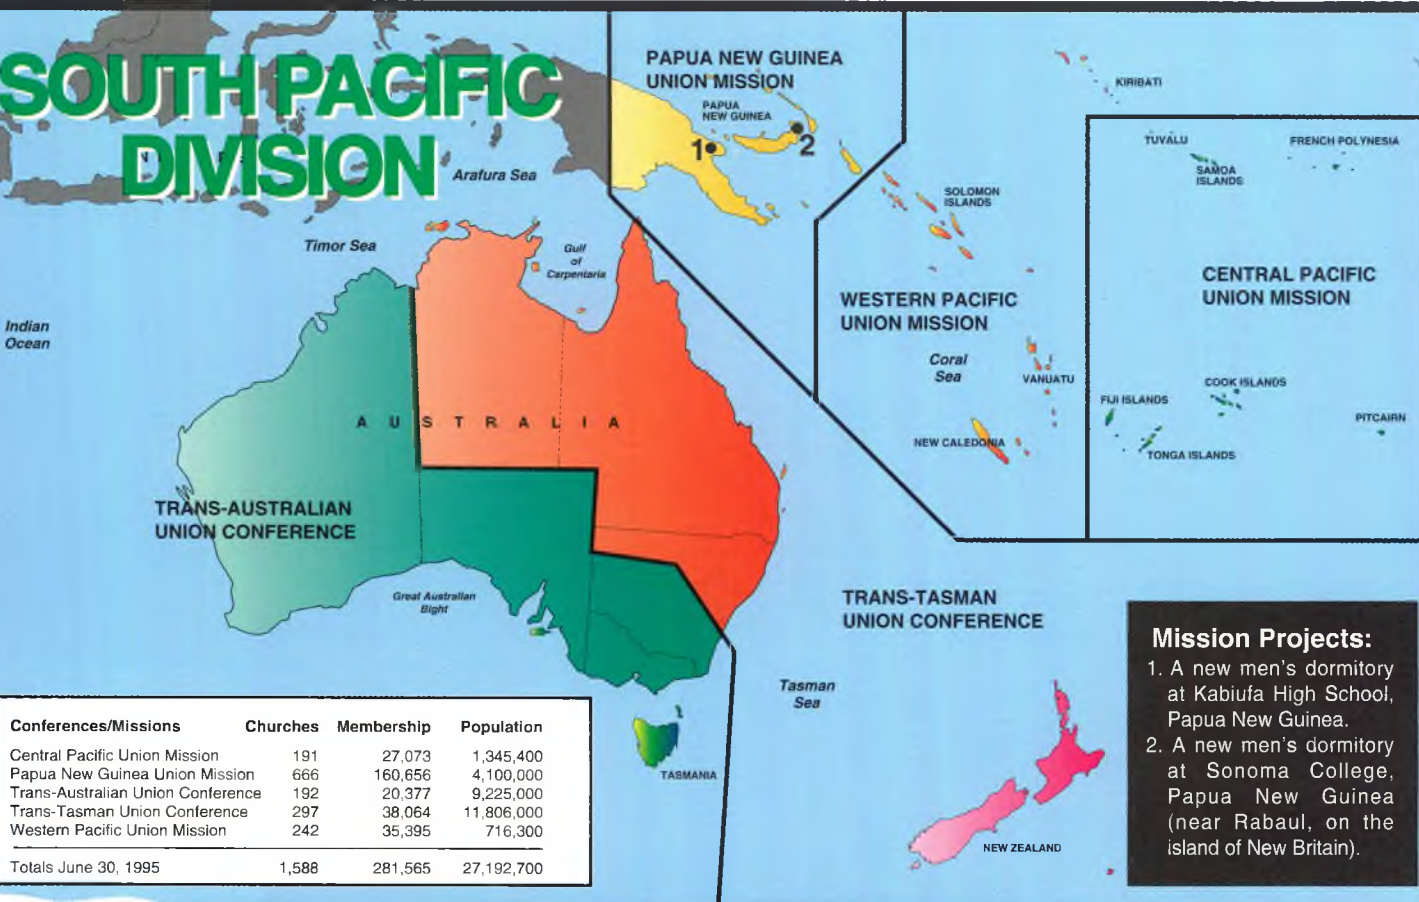 SOUTH PACIFIC
DIVISION
PAPUA NEW GUINEA
UNION MISSION
PAPUA
NEW GUINEA
1
2
Arafura Sea
Timor Sea
Gulf
of
Carpentaria
Indian
Ocean
KIRIBATI
TUVALU
FRENCH POLYNESIA
SAMOA
ISLANDS
SOLOMON
ISLANDS
CENTRAL PACIFIC
UNION MISSION
WESTERN PACIFIC
UNION MISSION
Coral
Sea
VANUATU
COOK ISLANDS
FIJI ISLANDS
PITCAIRN
NEW CALEDONIA
TONGA ISLANDS
AUSTRALIA
TRANS-AUSTRALIAN
UNION CONFERENCE
Great Australian
Bight
TRANS-TASMAN
UNION CONFERENCE
Tasman
Sea
TASMANIA
NEW ZEALAND
Mission Projects:
1. A new men's dormitory
at Kabiufa High School,
Papua New Guinea.
2. A new men's dormitory
at Sonoma College,
Papua New Guinea
(near Rabaul, on the
island of New Britain).
Conferences/Missions Churches Membership Population
Central Pacific Union Mission 191 27,073 1,345,400
Papua New Guinea Union Mission 666 160,656 4,100,000
Trans-Australian Union Conference 192 20,377 9,225,000
Trans-Tasman Union Conference 297 38,064 11,806,000
Western Pacific Union Mission 242 35,395 716,300
Totals June 30, 1995 1,588 281,565 27,192,700